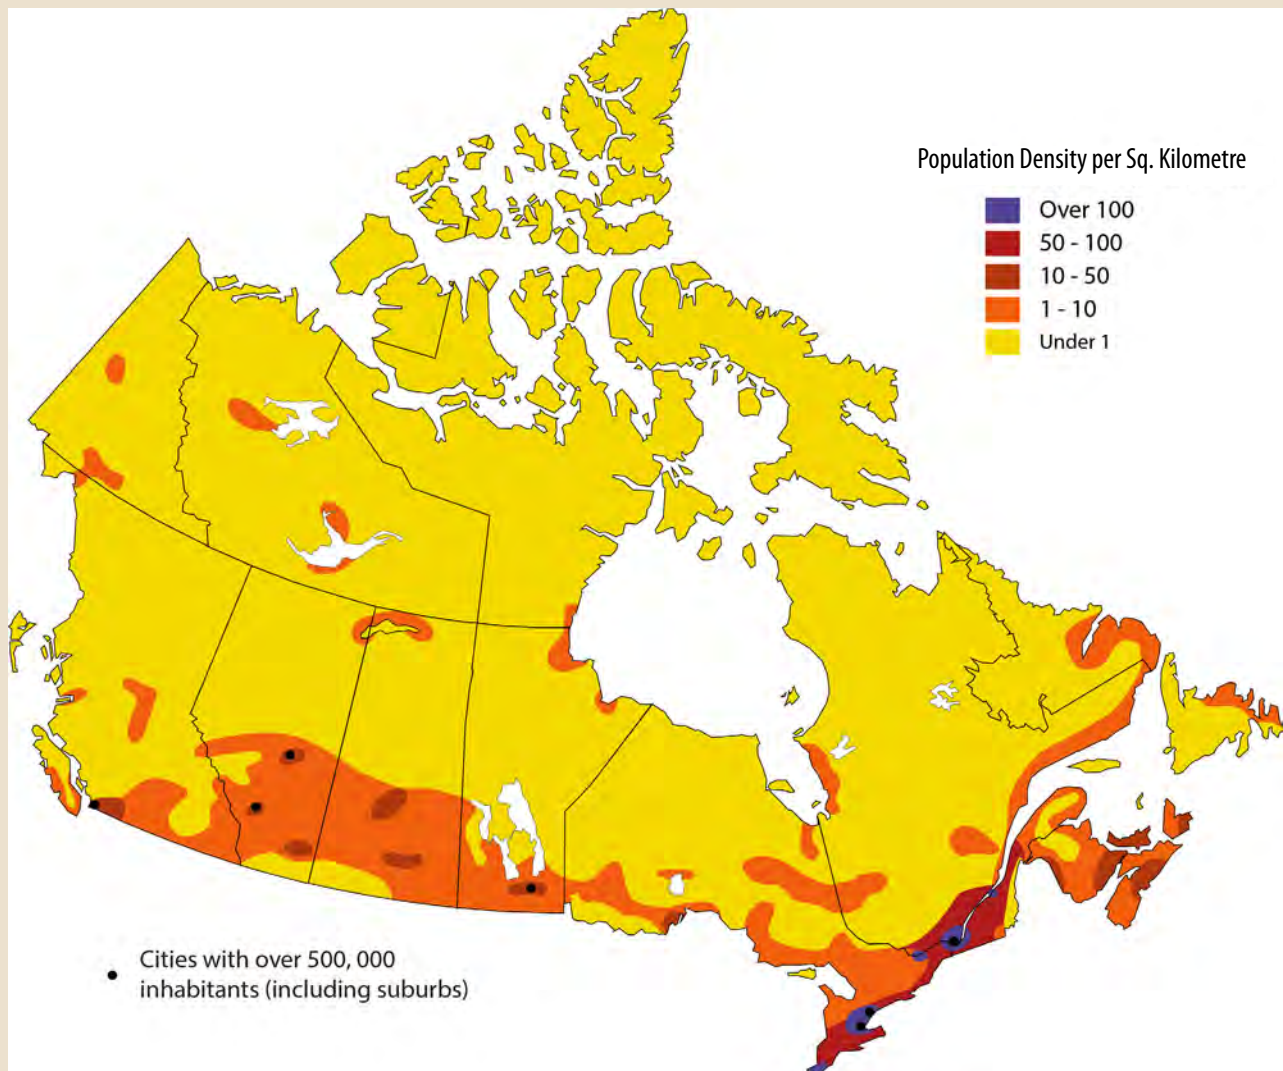 Population Density per Sq. Kilometre
Over 100
50 - 100
10 - 50
1 - 10
Under 1
Cities with over 500, 000
inhabitants (including suburbs)